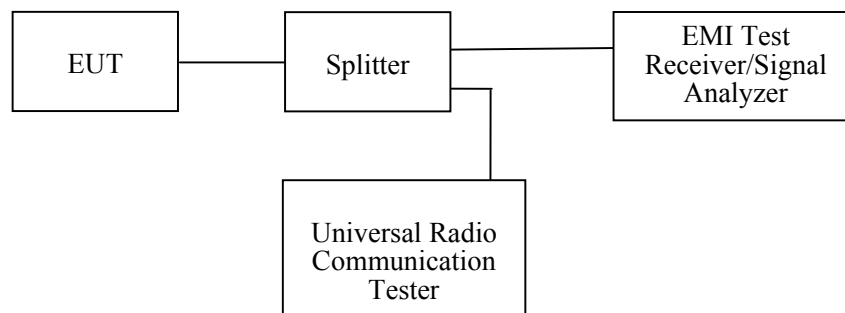 EUT
Splitter
EMI Test
Receiver/Signal
Analyzer
Universal Radio
Communication
Tester